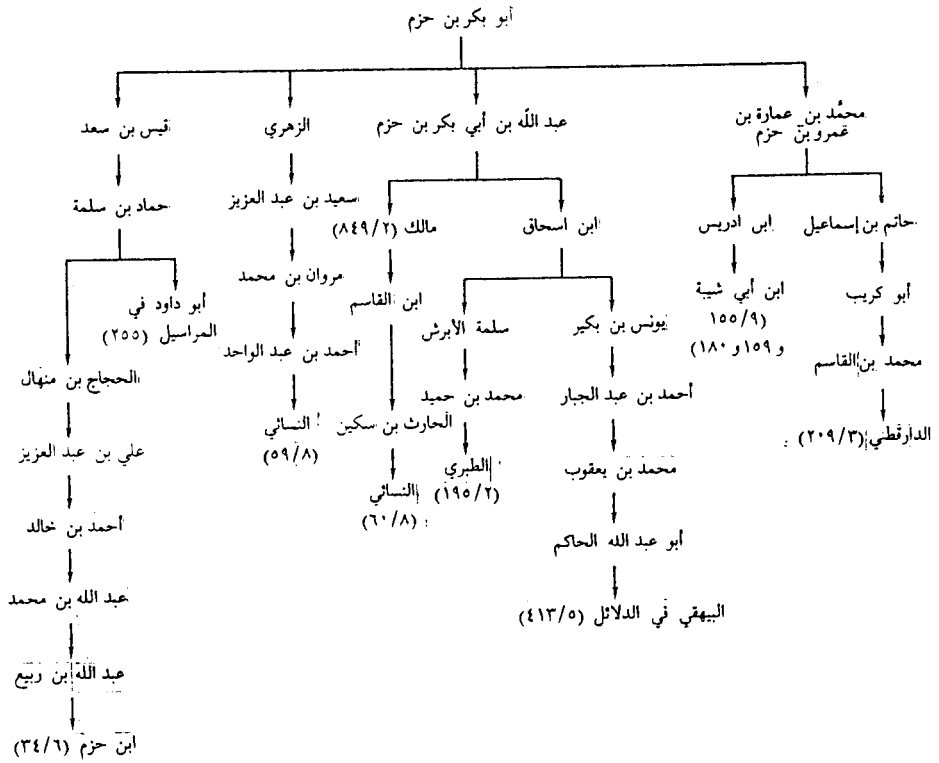 أبو بكر بن حزم
محمَّد بن عمارة بن
عمرو بن حزم
عبد اللّه بن أبي بكر بن حزم
الزهري
قيس بن سعد
حاتم بن إسماعيل
ابن ادريس
ابن اسحاق
مالك (٨٤٩/٢)
سعيد بن عبد العزيز
حماد بن سلمة
أبو كريب
ابن أبي شيبة
(١٥٥/٩
و ١٥٩ و ١٨٠)
يونس بن بكير
سلمة الأبرش
ابن القاسم
مروان بن محمد
أبو داود في
المراسيل (٢٥٥)
محمد بن القاسم
أحمد بن عبد الجبار
محمد بن حميد
الحارث بن سكين
أحمد بن عبد الواحد
الحجاج بن منهال
الدارقطي (٢٠٩/٣)
محمد بن يعقوب
الطبري
(١٩٥/٢)
النسائي
(٦٠/٨)
النسائي
(٥٩/٨)
علي بن عبد العزيز
أبو عبد الله الحاكم
أحمد بن خالد
البيهقي في الدلائل (٤١٣/٥)
عبد الله بن محمد
عبد الله بن ربيع
ابن حزم (٣٤/٦)